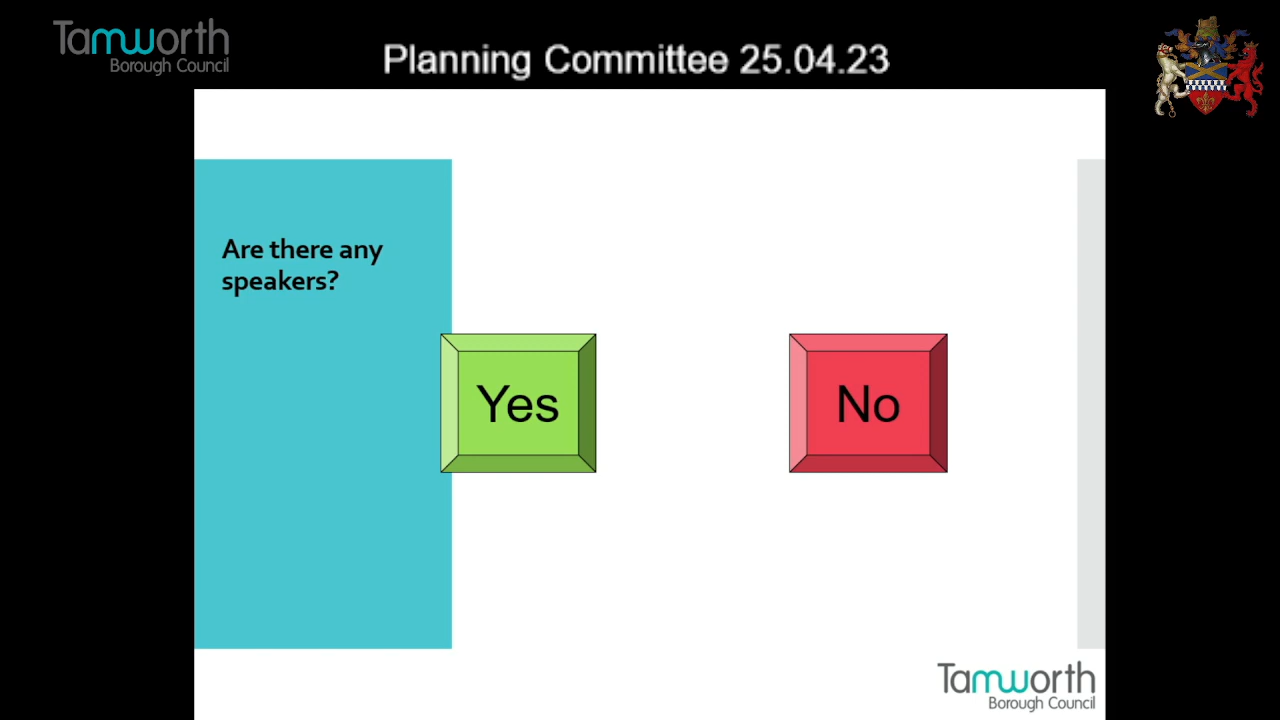 Tamworth
Borough Council
Planning Committee 25.04.23
Are there any
speakers?
Yes
No
Tamworth
Borough Council